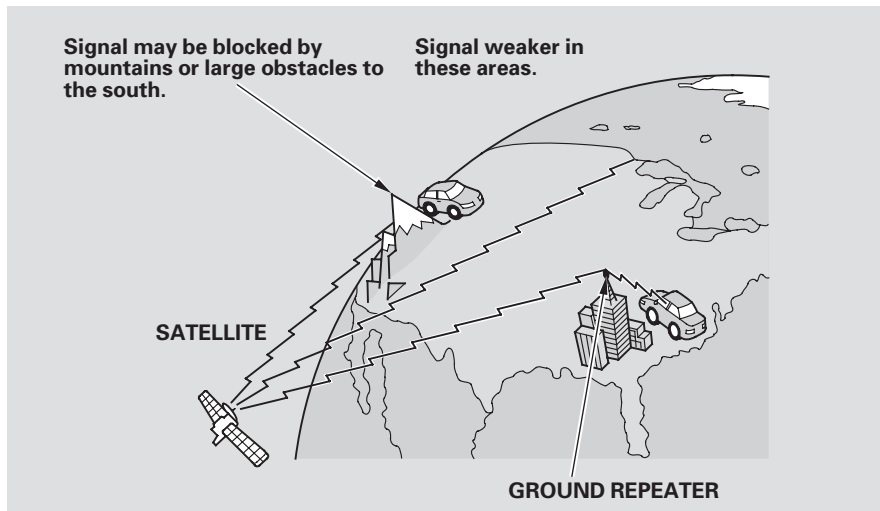 Signal may be blocked by
mountains or large obstacles to
the south.
Signal weaker in
these areas.
SATELLITE
GROUND REPEATER